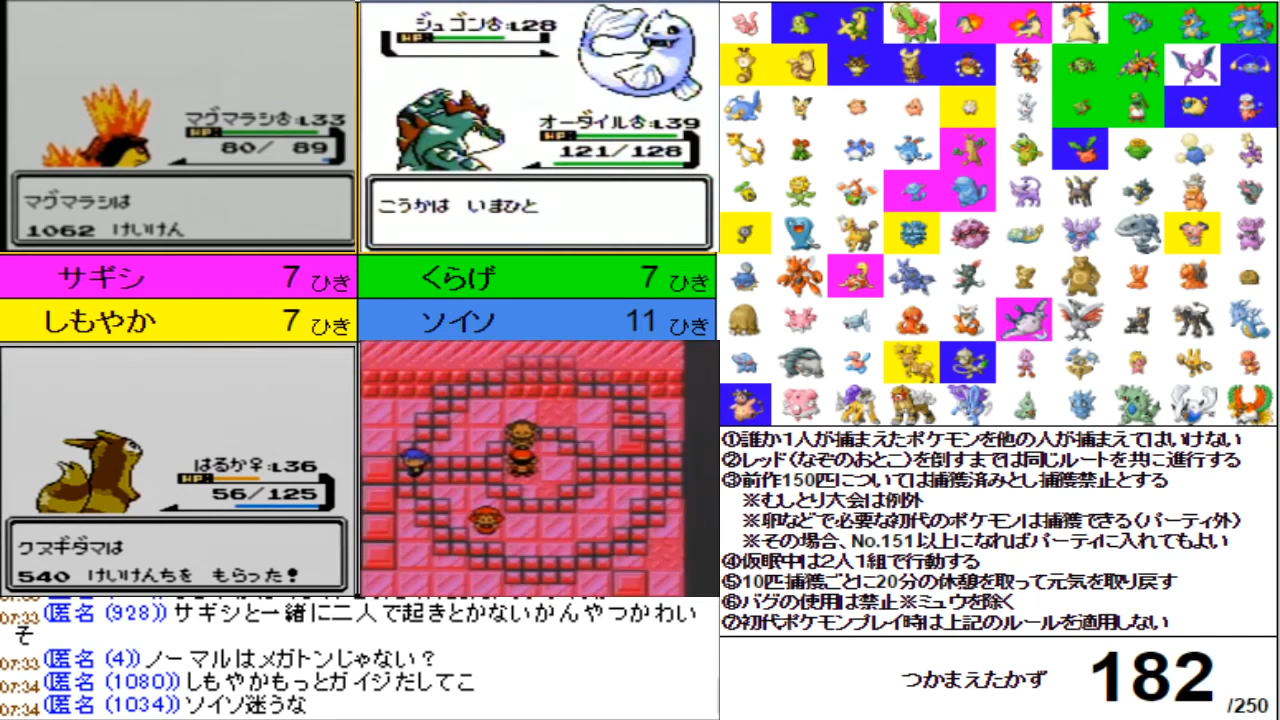 マグマラシ♂:L33
HP
80/ 89
マグマラシは
1062 けいけん
ジュゴン♂:L28
HP
オーダイル♂:L39
HP
121/128
こうかは いまひと
サギシ 7 ひき
くらげ 7 ひき
しもやか 7 ひき
ソイソ 11 ひき
はるか♀:L36
HP
56/125
クヌギダマは
540 けいけんちを もらった!
07:33 (匿名 (928)) サギシと一緒に二人で起きとかないかんやつかわい
そ
07:33 (匿名 (4)) ノーマルはメガトンじゃない?
07:34 (匿名 (1080)) しもやかもっとガイジだしてこ
07:34 (匿名 (1034)) ソイソ迷うな
①誰か1人が捕まえたポケモンを他の人が捕まえてはいけない
②レッド(なぞのおとこ)を倒すまでは同じルートを共に進行する
③前作150匹については捕獲済みとし捕獲禁止とする
※むしとり大会は例外
※卵などで必要な初代のポケモンは捕獲できる(パーティ外)
※その場合、No.151以上になればパーティに入れてもよい
④仮眠中は2人1組で行動する
⑤10匹捕獲ごとに20分の休憩を取って元気を取り戻す
⑥バグの使用は禁止※ミュウを除く
⑦初代ポケモンプレイ時は上記のルールを適用しない
つかまえたかず 182 /250